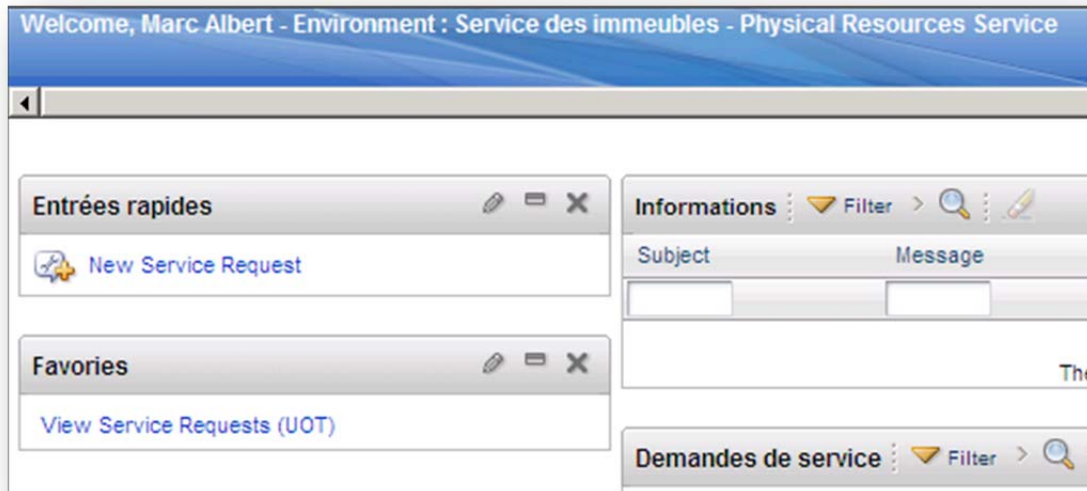 Welcome, Marc Albert - Environment : Service des immeubles - Physical Resources Service
Entrées rapides
New Service Request
Favories
View Service Requests (UOT)
Informations Filter >
Subject Message
The
Demandes de service Filter >